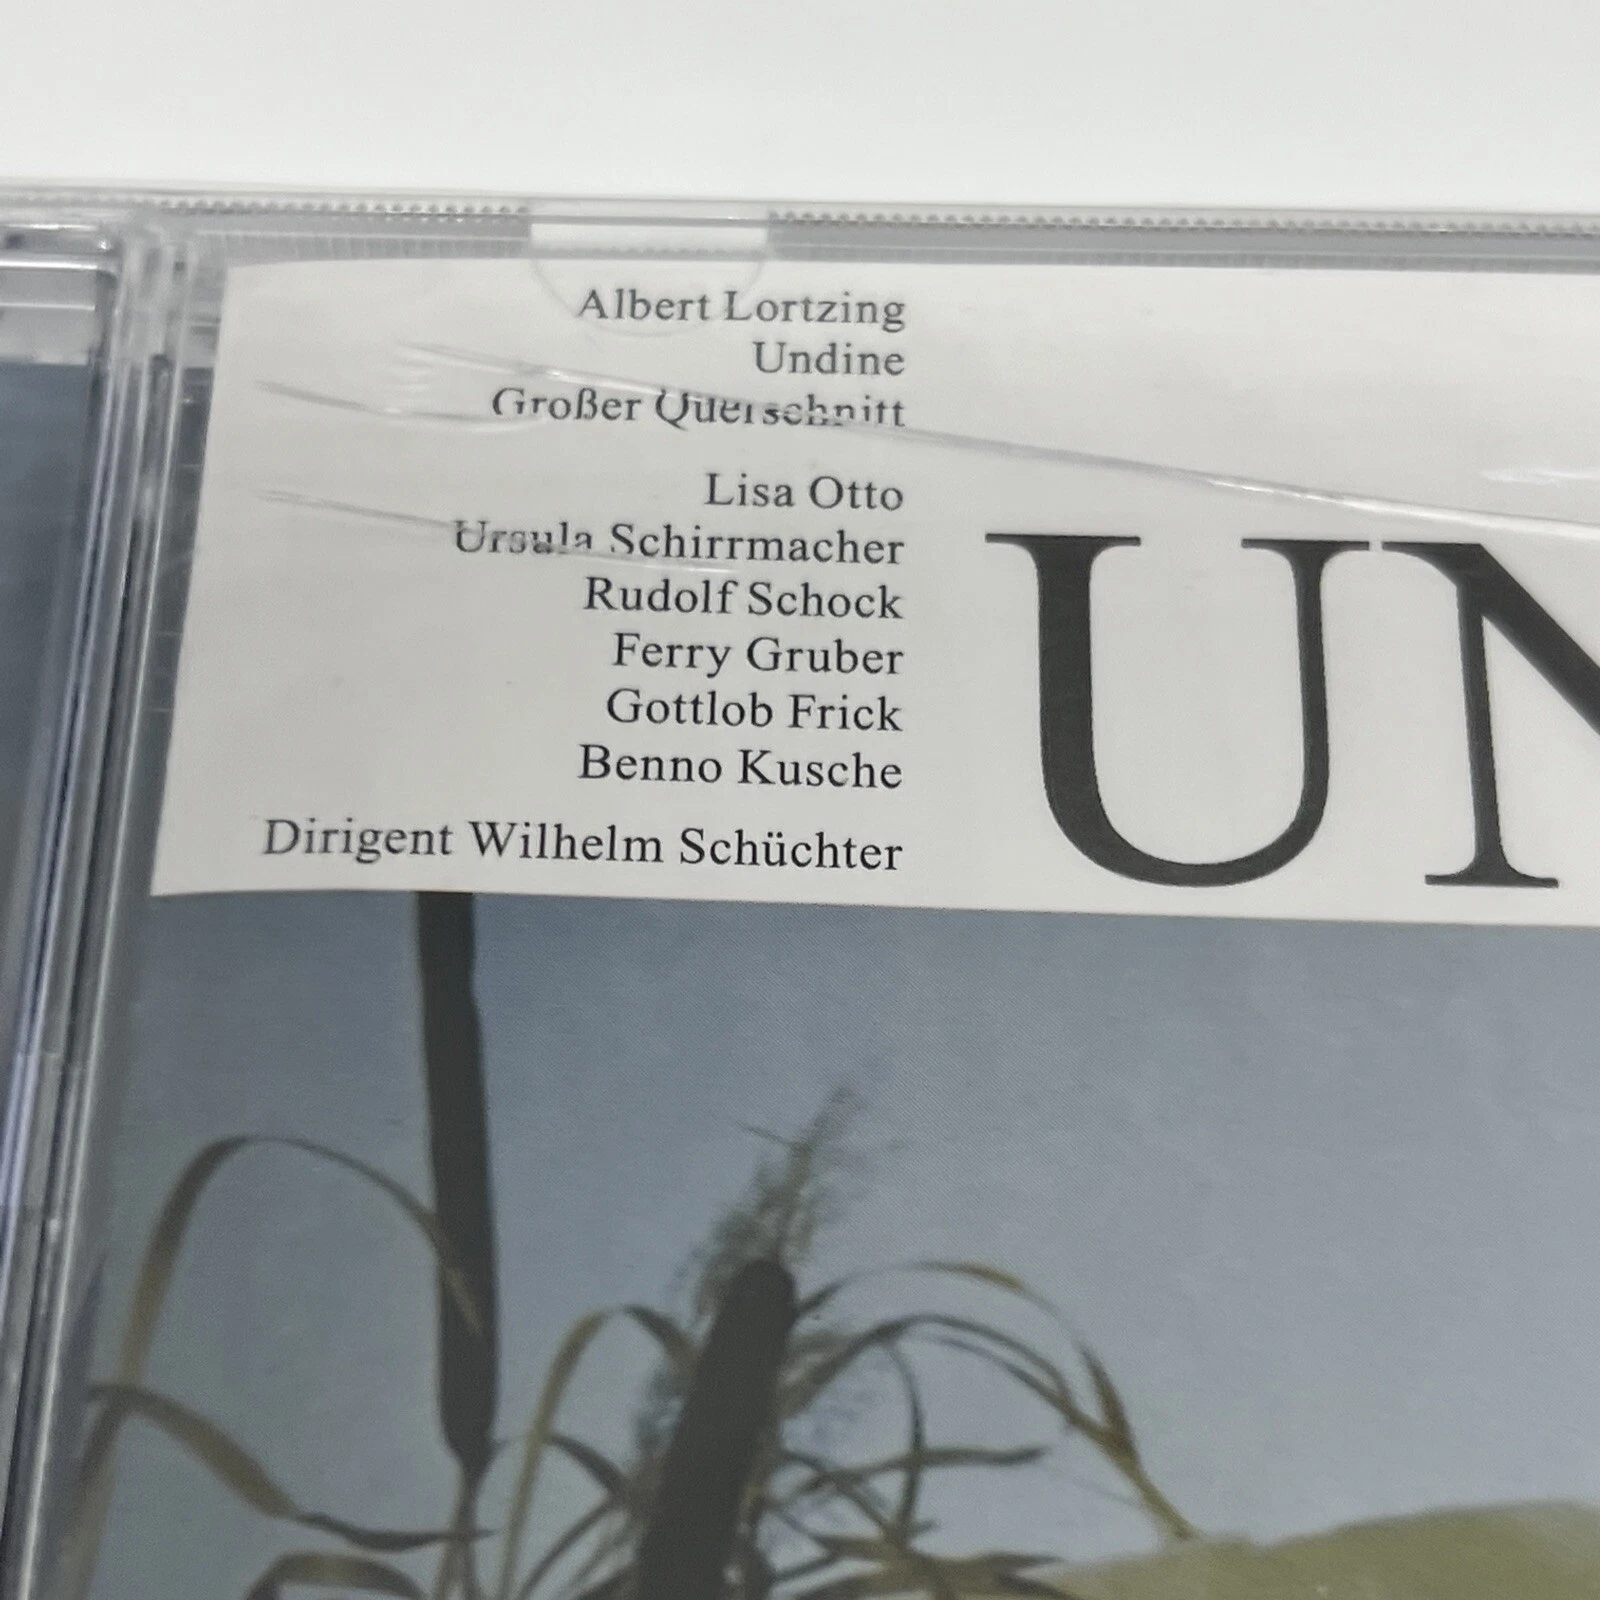 Albert Lortzing
Undine
Großer Querschnitt
Lisa Otto
Ursula Schirrmacher
Rudolf Schock
Ferry Gruber
Gottlob Frick
Benno Kusche
Dirigent Wilhelm Schüchter
UN